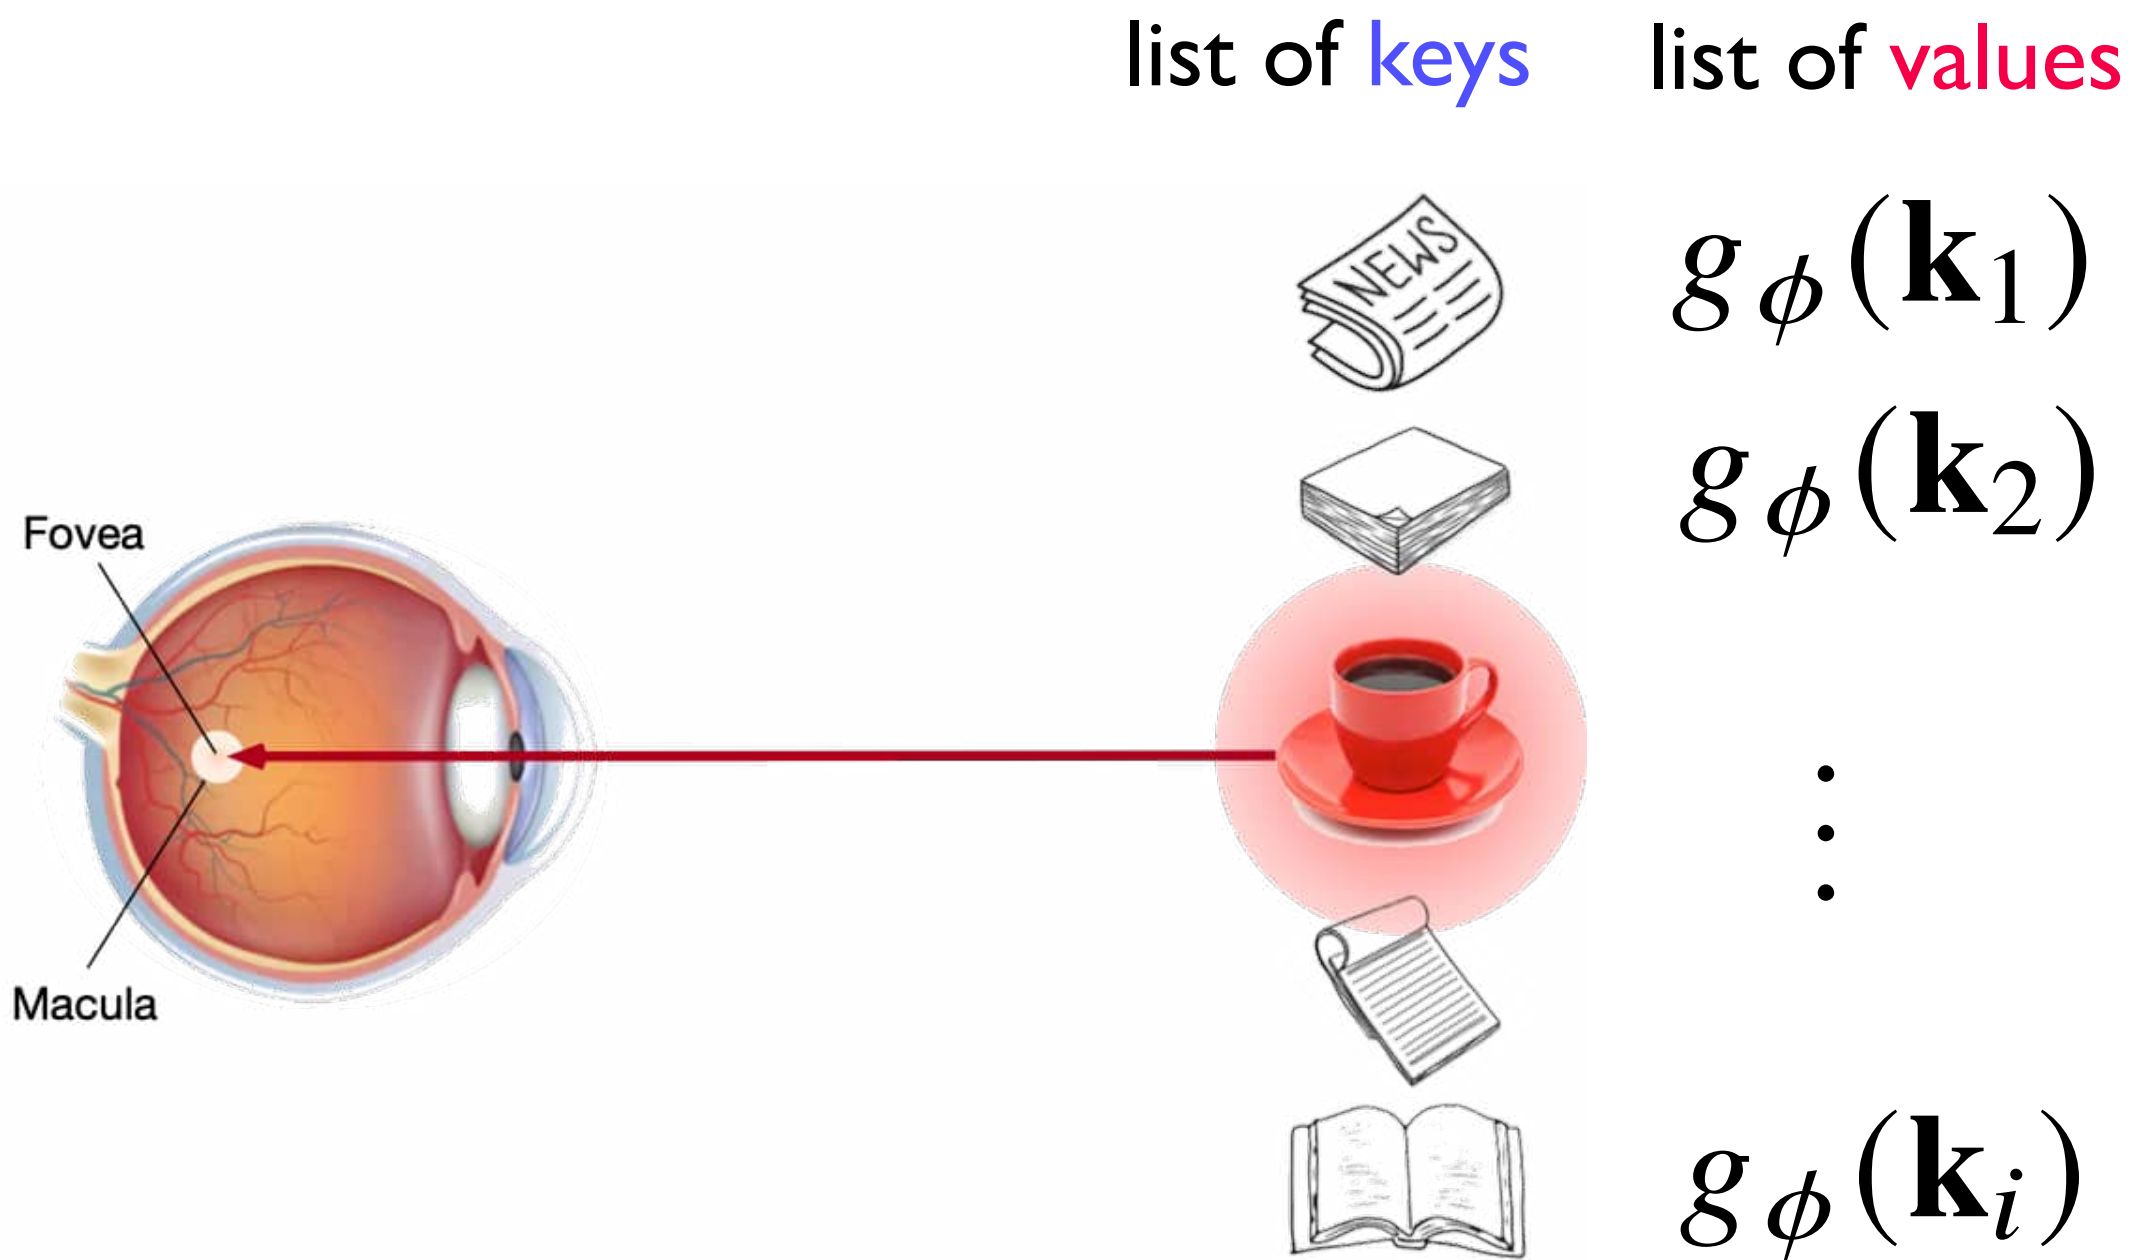 list of keys list of values
NEWS
g_ϕ(k_1)
g_ϕ(k_2)
Fovea
⋮
Macula
g_ϕ(k_i)